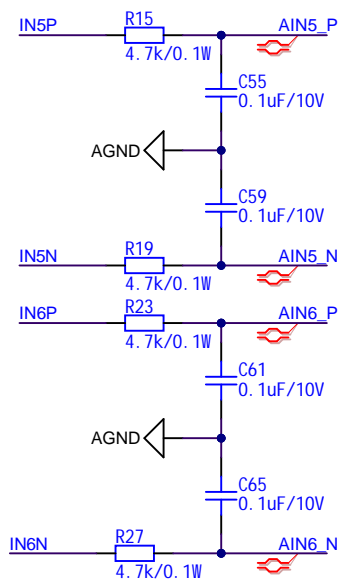 IN5P
R15
AIN5_P
4.7k/0.1W
C55
0.1uF/10V
AGND
C59
0.1uF/10V
IN5N
R19
AIN5_N
4.7k/0.1W
IN6P
R23
AIN6_P
4.7k/0.1W
C61
0.1uF/10V
AGND
C65
0.1uF/10V
IN6N
R27
AIN6_N
4.7k/0.1W